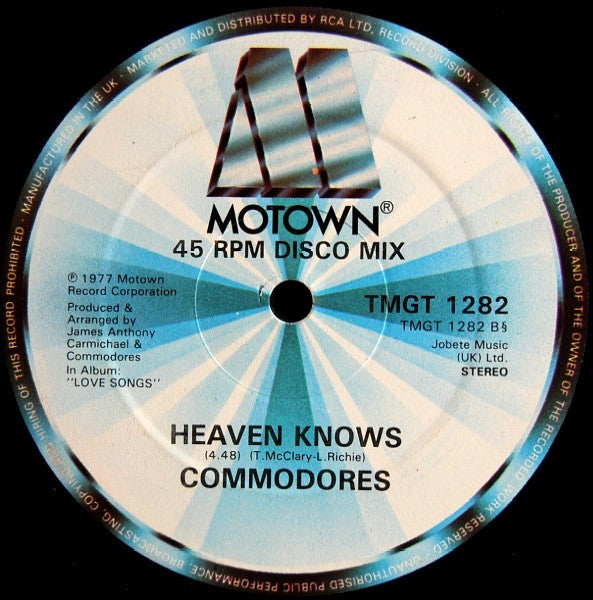 MANUFACTURED IN THE UK · MARKETED AND DISTRIBUTED BY RCA LTD, RECORD DIVISION · ALL RIGHTS OF THE PRODUCER AND OF THE OWNER OF THE RECORDED WORK RESERVED · UNAUTHORISED PUBLIC PERFORMANCE, BROADCASTING, COPYING AND HIRING OF THIS RECORD PROHIBITED ·
M
MOTOWN®
45 RPM DISCO MIX
℗ 1977 Motown
Record Corporation
Produced &
Arranged by
James Anthony
Carmichael &
Commodores
In Album:
"LOVE SONGS"
TMGT 1282
TMGT 1282 B§
Jobete Music
(UK) Ltd.
STEREO
HEAVEN KNOWS
(4.48) (T.McClary-L.Richie)
COMMODORES